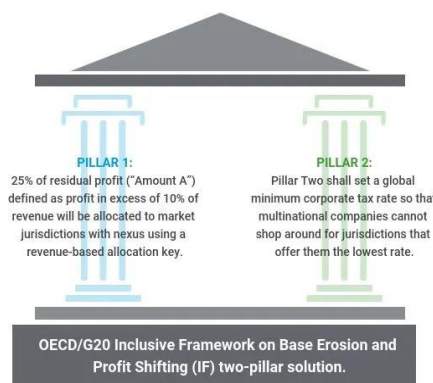 PILLAR 1:
25% of residual profit (“Amount A”)
defined as profit in excess of 10% of
revenue will be allocated to market
jurisdictions with nexus using a
revenue-based allocation key.
PILLAR 2:
Pillar Two shall set a global
minimum corporate tax rate so that
multinational companies cannot
shop around for jurisdictions that
offer them the lowest rate.
OECD/G20 Inclusive Framework on Base Erosion and
Profit Shifting (IF) two-pillar solution.